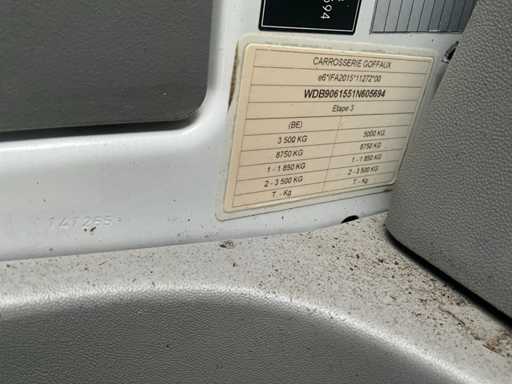 694
CARROSSERIE GOFFAUX
e6*IFA2015*11272*00
WDB9061551N605694
Etape 3
(BE)
3 500 KG 5000 KG
8750 KG 8750 KG
1 - 1 850 KG 1 - 1 850 KG
2 - 3 500 KG 2 - 3 500 KG
T. - Kg T. - Kg